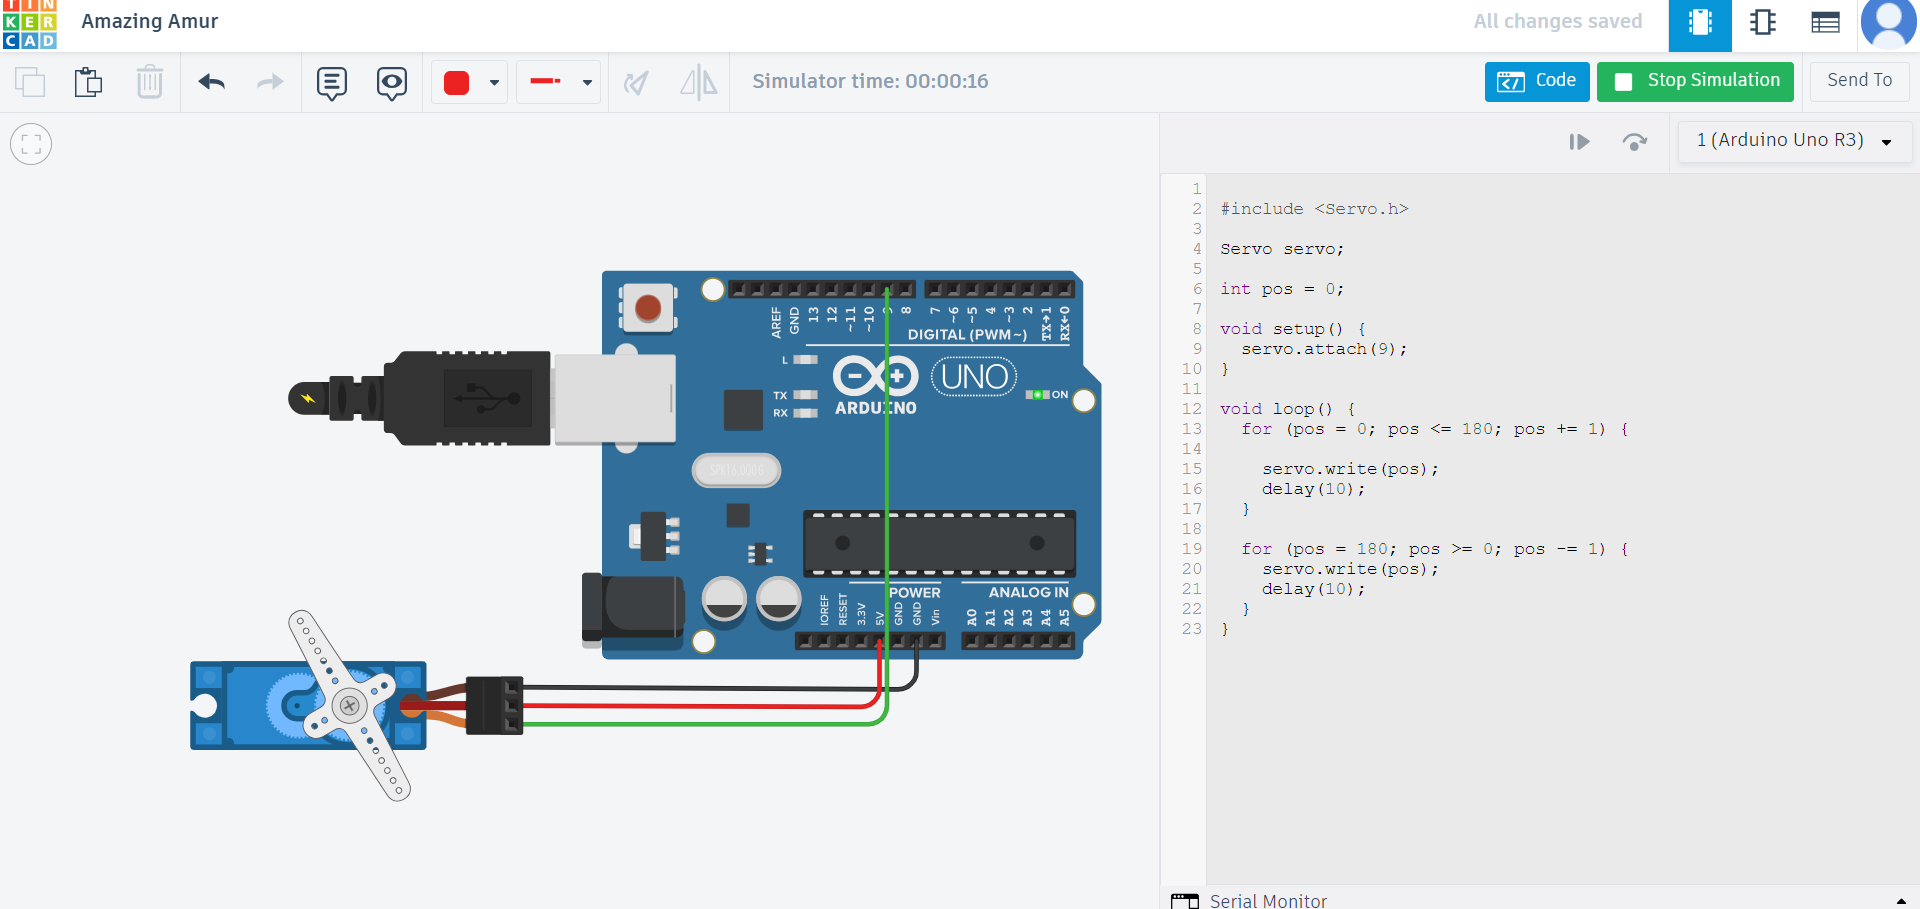 TIN
KER
CAD
Amazing Amur
All changes saved
Simulator time: 00:00:16
Code
Stop Simulation
Send To
1 (Arduino Uno R3)
AREF
GND
13
12
~11
~10
9
8
7
~6
~5
4
~3
2
TX→1
RX←0
DIGITAL (PWM~)
L
TX
RX
ARDUINO
UNO
ON
SPK16.000G
IOREF
RESET
3.3V
5V
GND
GND
Vin
POWER
ANALOG IN
A0
A1
A2
A3
A4
A5
1
2 #include <Servo.h>
3
4 Servo servo;
5
6 int pos = 0;
7
8 void setup() {
9 servo.attach(9);
10 }
11
12 void loop() {
13 for (pos = 0; pos <= 180; pos += 1) {
14
15 servo.write(pos);
16 delay(10);
17 }
18
19 for (pos = 180; pos >= 0; pos -= 1) {
20 servo.write(pos);
21 delay(10);
22 }
23 }
Serial Monitor